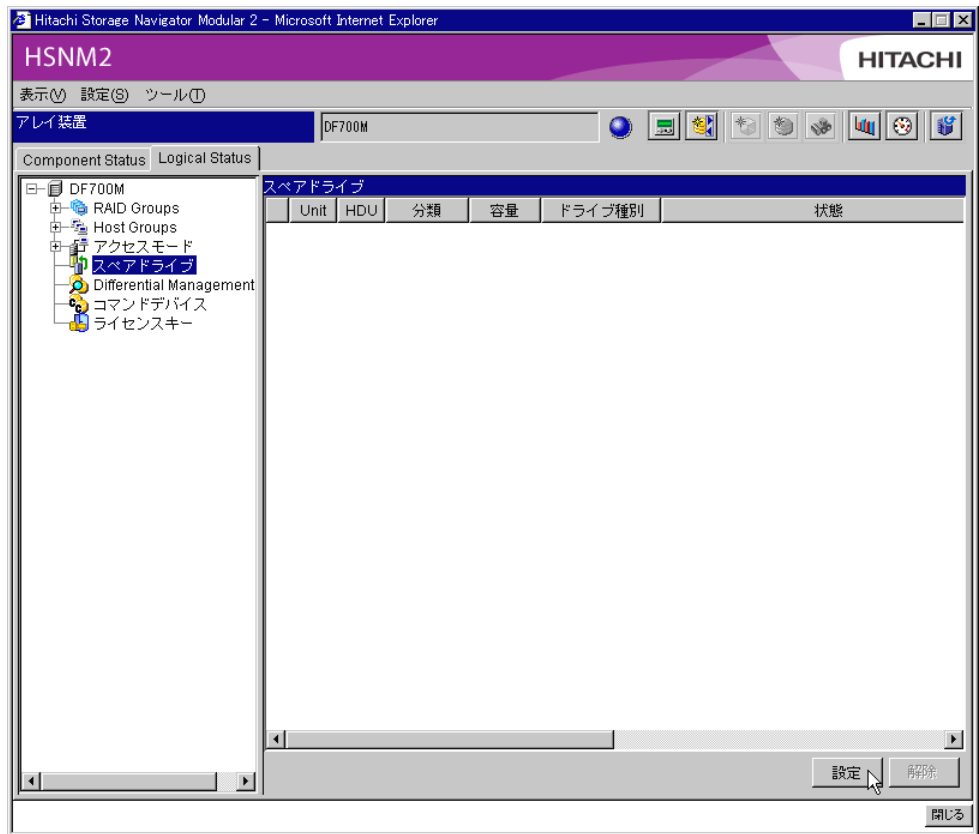 Hitachi Storage Navigator Modular 2 - Microsoft Internet Explorer
HSNM2
HITACHI
表示(V) 設定(S) ツール(T)
アレイ装置
DF700M
Component Status Logical Status
DF700M
RAID Groups
Host Groups
アクセスモード
スペアドライブ
Differential Management
コマンドデバイス
ライセンスキー
スペアドライブ
Unit HDU 分類 容量 ドライブ種別 状態
設定 解除
閉じる